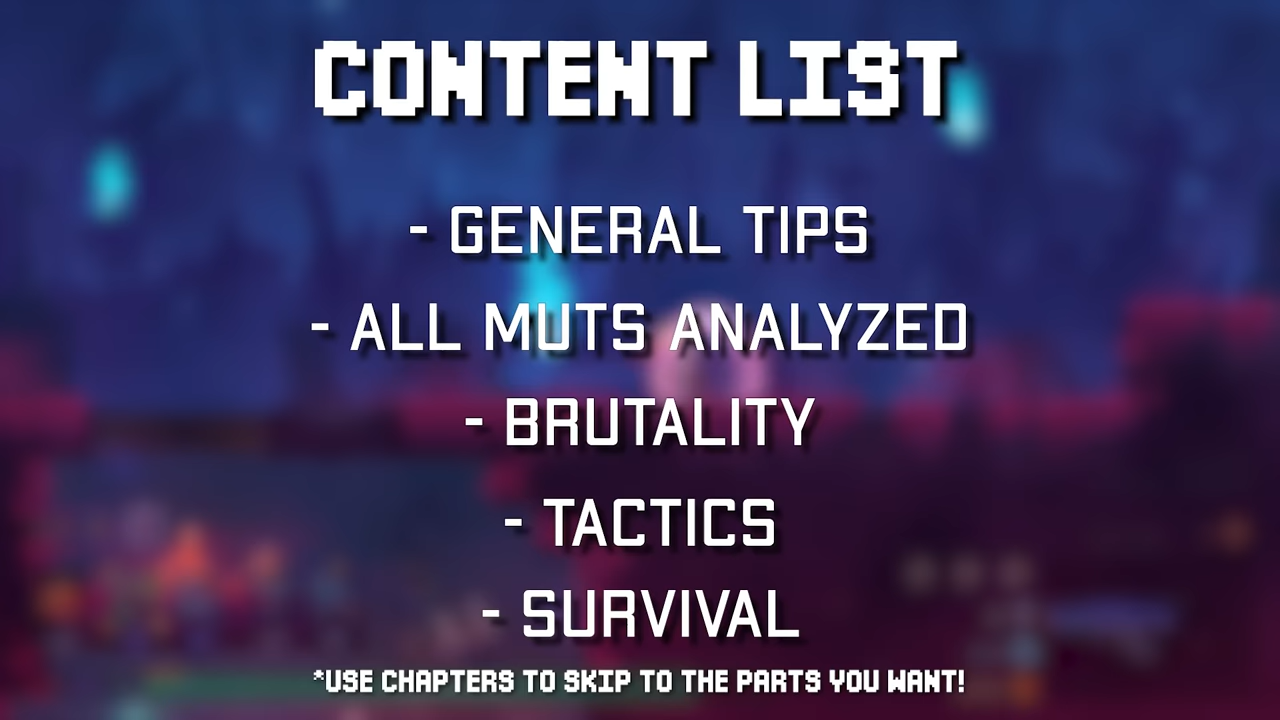 CONTENT LIST
- GENERAL TIPS
- ALL MUTS ANALYZED
- BRUTALITY
- TACTICS
- SURVIVAL
*USE CHAPTERS TO SKIP TO THE PARTS YOU WANT!